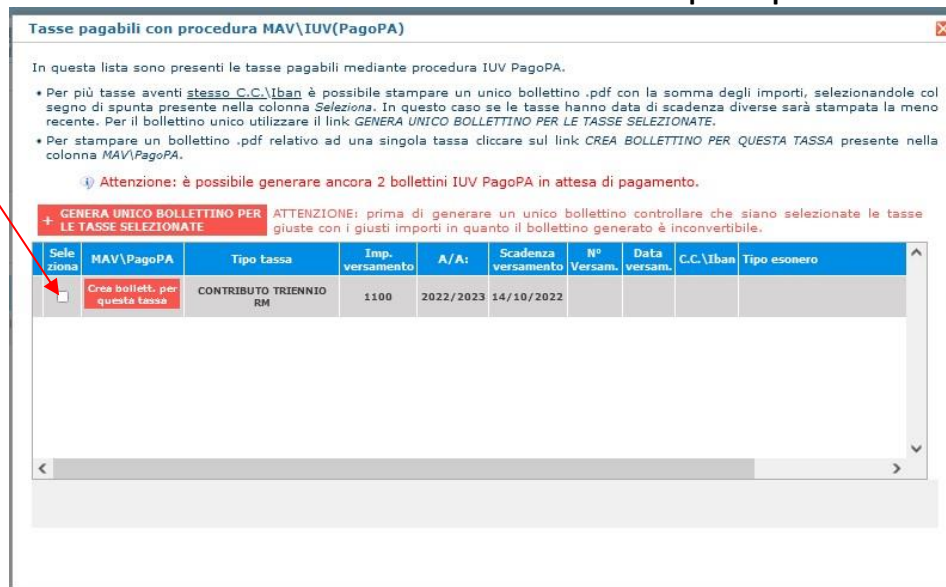 Tasse pagabili con procedura MAV\IUV(PagoPA)
In questa lista sono presenti le tasse pagabili mediante procedura IUV PagoPA.
• Per più tasse aventi stesso C.C.\Iban è possibile stampare un unico bollettino .pdf con la somma degli importi, selezionandole col
segno di spunta presente nella colonna Seleziona. In questo caso se le tasse hanno data di scadenza diverse sarà stampata la meno
recente. Per il bollettino unico utilizzare il link GENERA UNICO BOLLETTINO PER LE TASSE SELEZIONATE.
• Per stampare un bollettino .pdf relativo ad una singola tassa cliccare sul link CREA BOLLETTINO PER QUESTA TASSA presente nella
colonna MAV\PagoPA.
Attenzione: è possibile generare ancora 2 bollettini IUV PagoPA in attesa di pagamento.
+ GENERA UNICO BOLLETTINO PER
LE TASSE SELEZIONATE
ATTENZIONE: prima di generare un unico bollettino controllare che siano selezionate le tasse
giuste con i giusti importi in quanto il bollettino generato è inconvertibile.
Sele
ziona
MAV\PagoPA
Tipo tassa
Imp.
versamento
A/A:
Scadenza
versamento
N°
Versam.
Data
versam.
C.C.\Iban
Tipo esonero
Crea bollett. per
questa tassa
CONTRIBUTO TRIENNIO
RM
1100
2022/2023
14/10/2022